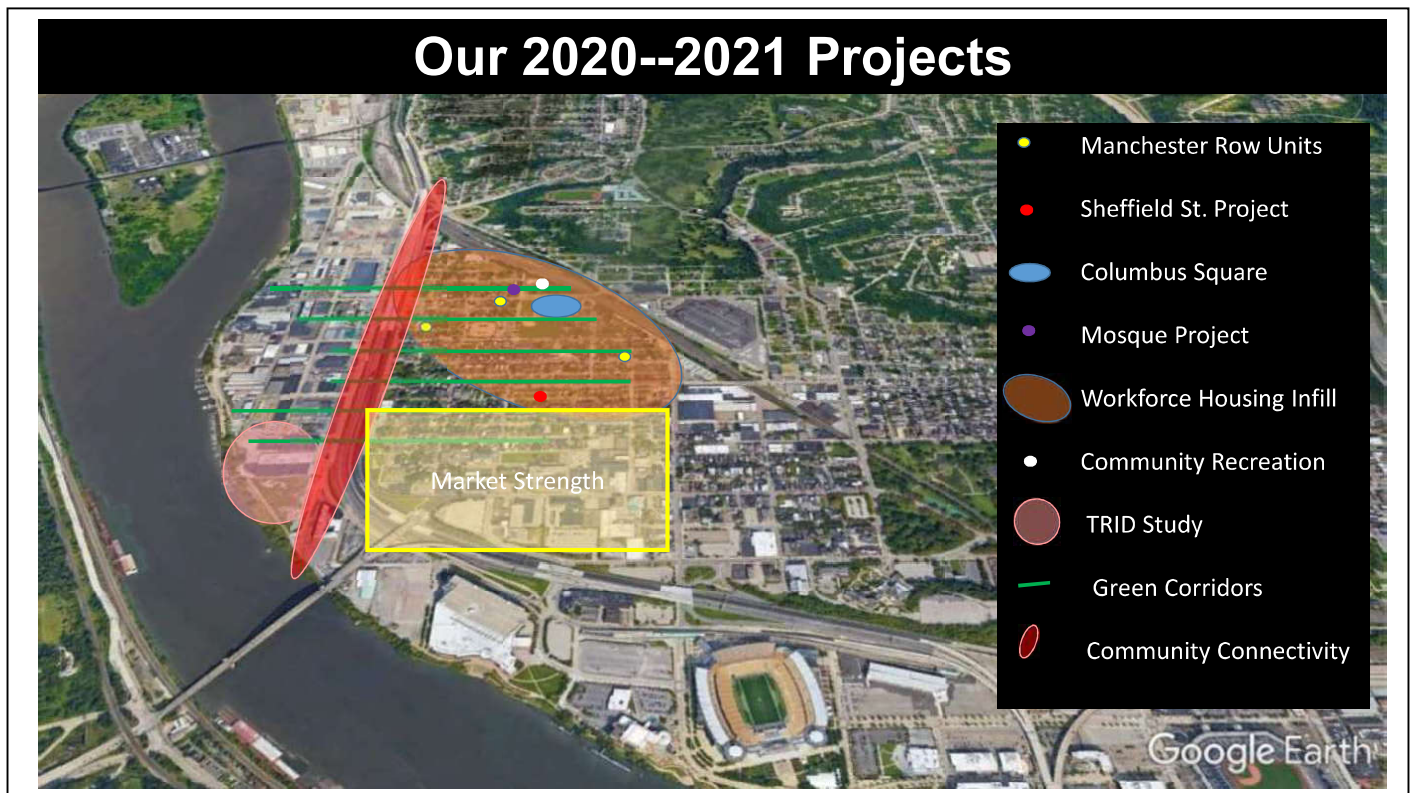 Our 2020--2021 Projects
Manchester Row Units
Sheffield St. Project
Columbus Square
Mosque Project
Workforce Housing Infill
Community Recreation
TRID Study
Green Corridors
Community Connectivity
Market Strength
Google Earth